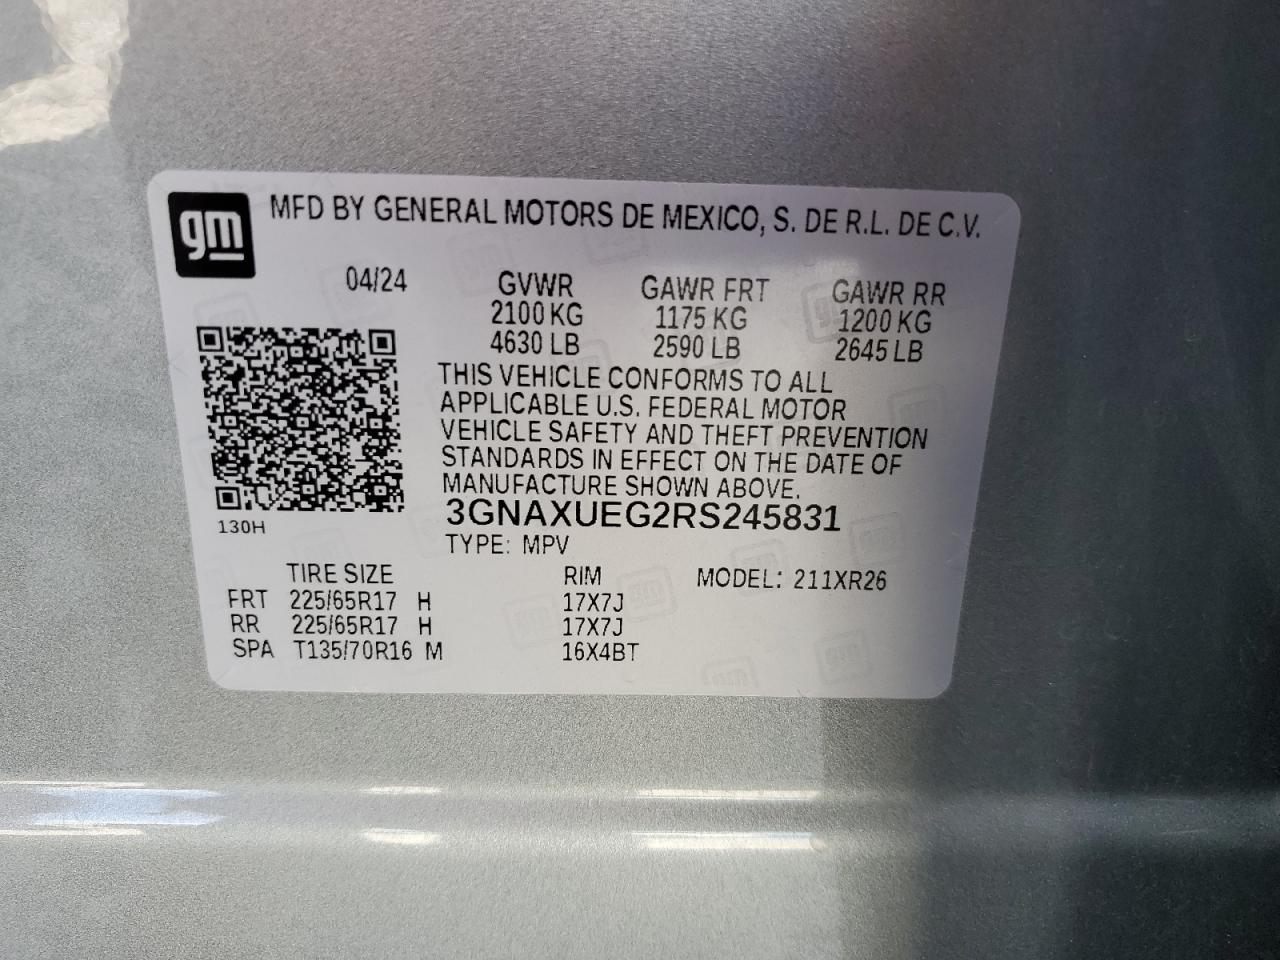 gm MFD BY GENERAL MOTORS DE MEXICO, S. DE R.L. DE C.V.
04/24 GVWR GAWR FRT GAWR RR
2100 KG 1175 KG 1200 KG
4630 LB 2590 LB 2645 LB
THIS VEHICLE CONFORMS TO ALL
APPLICABLE U.S. FEDERAL MOTOR
VEHICLE SAFETY AND THEFT PREVENTION
STANDARDS IN EFFECT ON THE DATE OF
MANUFACTURE SHOWN ABOVE.
3GNAXUEG2RS245831
130H
TYPE: MPV
TIRE SIZE RIM MODEL: 211XR26
FRT 225/65R17 H 17X7J
RR 225/65R17 H 17X7J
SPA T135/70R16 M 16X4BT